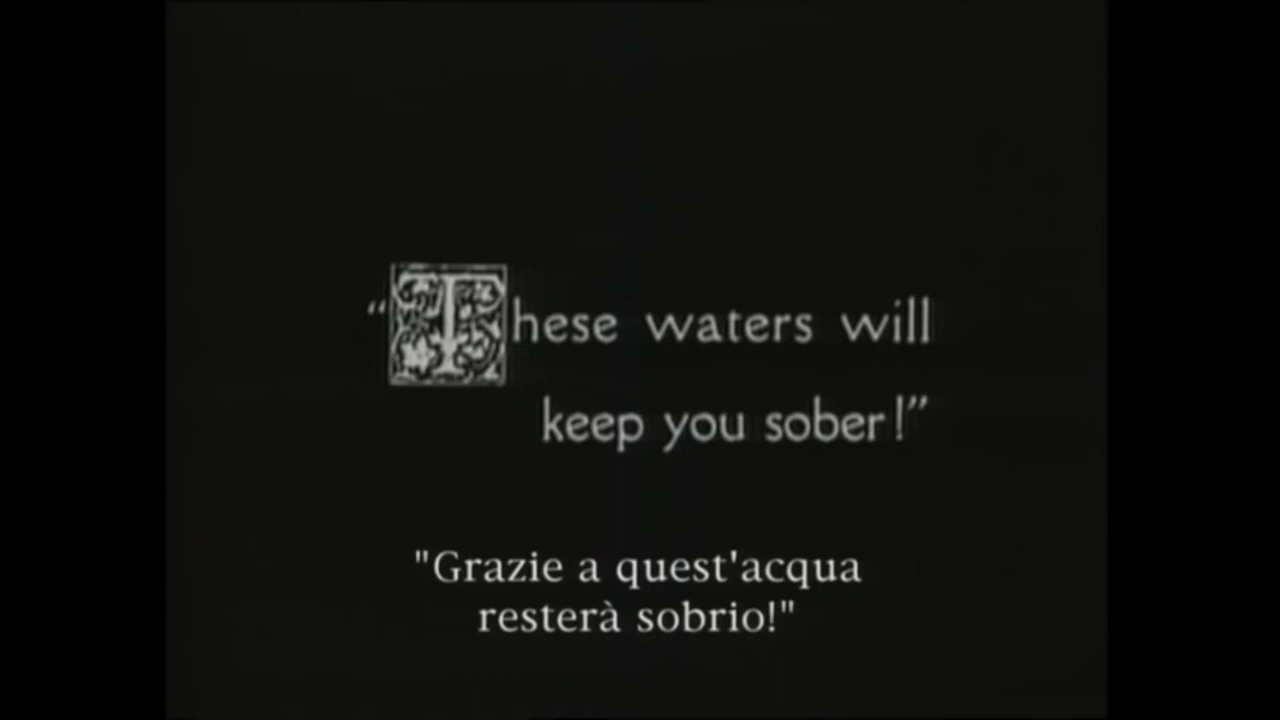 “These waters will
keep you sober!”
"Grazie a quest'acqua
resterà sobrio!"